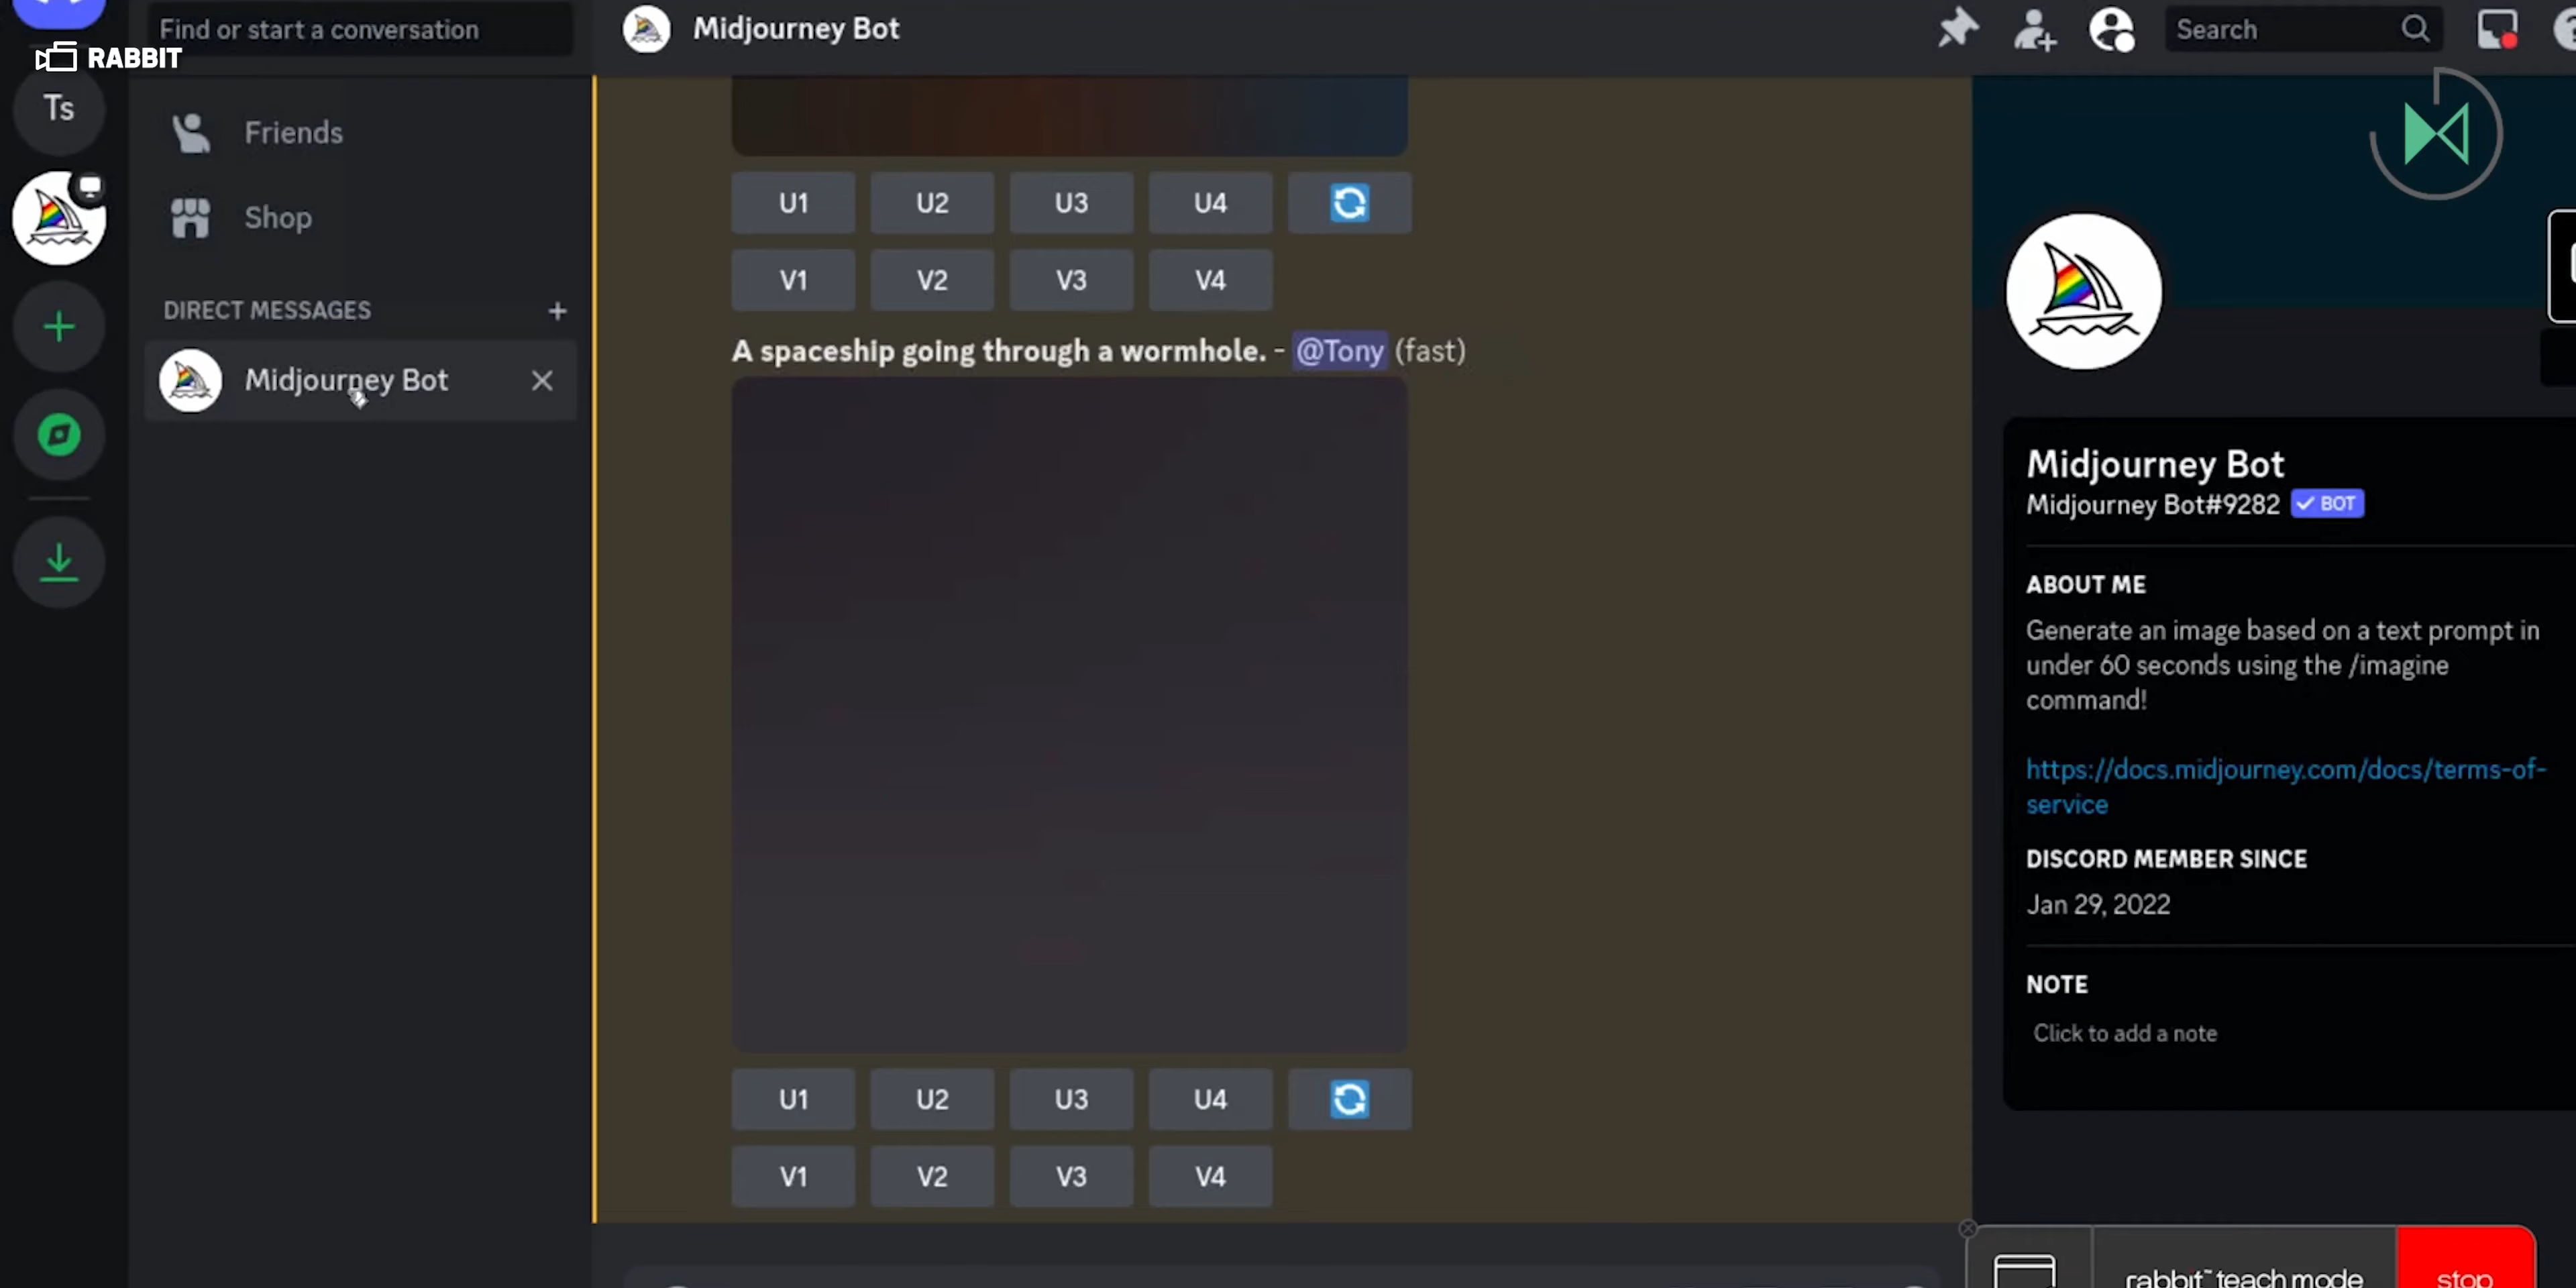 Find or start a conversation
RABBIT
Ts
Friends
Shop
DIRECT MESSAGES
Midjourney Bot
Midjourney Bot
Search
U1 U2 U3 U4
V1 V2 V3 V4
A spaceship going through a wormhole. - @Tony (fast)
U1 U2 U3 U4
V1 V2 V3 V4
Midjourney Bot
Midjourney Bot#9282 BOT
ABOUT ME
Generate an image based on a text prompt in
under 60 seconds using the /imagine
command!
https://docs.midjourney.com/docs/terms-of-
service
DISCORD MEMBER SINCE
Jan 29, 2022
NOTE
Click to add a note
rabbit™ teach mode
stop